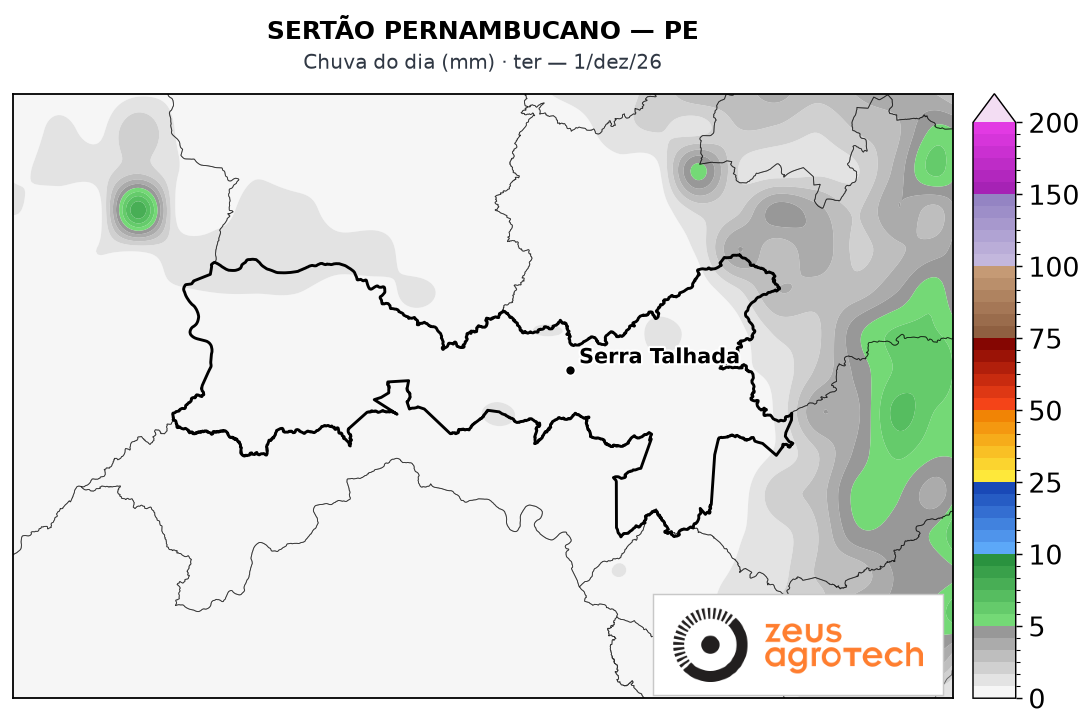 SERTÃO PERNAMBUCANO — PE
Chuva do dia (mm) · ter — 1/dez/26
200
150
100
75
50
25
10
5
0
Serra Talhada
zeus
agrotech